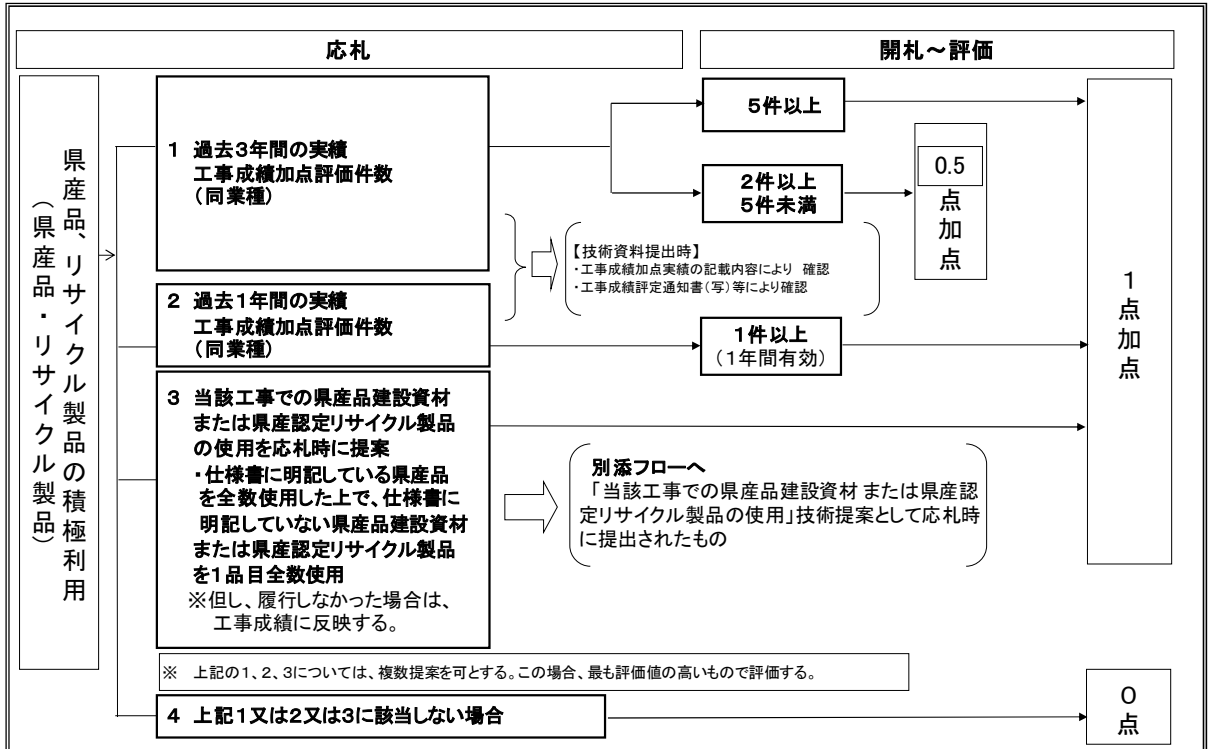 応札
開札～評価
県産品、リサイクル製品の積極利用
（県産品・リサイクル製品）
1 過去3年間の実績
工事成績加点評価件数
（同業種）
5件以上
2件以上
5件未満
0.5
点
加
点
【技術資料提出時】
・工事成績加点実績の記載内容により 確認
・工事成績評定通知書（写）等により確認
2 過去1年間の実績
工事成績加点評価件数
（同業種）
1件以上
（1年間有効）
1
点
加
点
3 当該工事での県産品建設資材
または県産認定リサイクル製品
の使用を応札時に提案
・仕様書に明記している県産品
を全数使用した上で、仕様書に
明記していない県産品建設資材
または県産認定リサイクル製品
を1品目全数使用
※但し、履行しなかった場合は、
工事成績に反映する。
別添フローへ
「当該工事での県産品建設資材 または県産認
定リサイクル製品の使用」技術提案として応札時
に提出されたもの
※ 上記の1、2、3については、複数提案を可とする。この場合、最も評価値の高いもので評価する。
4 上記1又は2又は3に該当しない場合
0
点